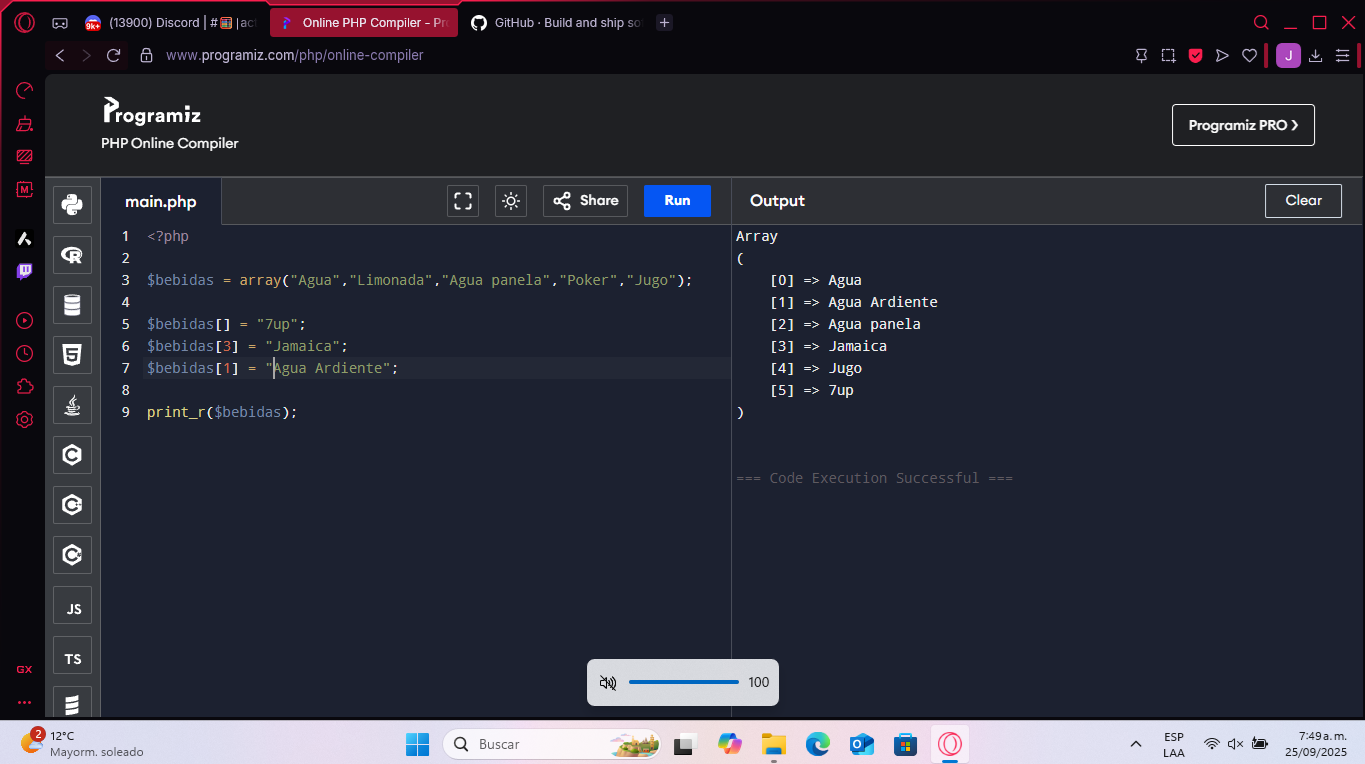 (13900) Discord | # | act
Online PHP Compiler - Pr
GitHub · Build and ship so
9k+
www.programiz.com/php/online-compiler
J
Programiz
PHP Online Compiler
Programiz PRO ❯
main.php
Share
Run
Output
Clear
1 <?php
2
3 $bebidas = array("Agua","Limonada","Agua panela","Poker","Jugo");
4
5 $bebidas[] = "7up";
6 $bebidas[3] = "Jamaica";
7 $bebidas[1] = "Agua Ardiente";
8
9 print_r($bebidas);
Array
(
[0] => Agua
[1] => Agua Ardiente
[2] => Agua panela
[3] => Jamaica
[4] => Jugo
[5] => 7up
)
=== Code Execution Successful ===
M
R
5
C
C
C
JS
TS
GX
100
2
12°C
Mayorm. soleado
Buscar
ESP
LAA
7:49 a. m.
25/09/2025